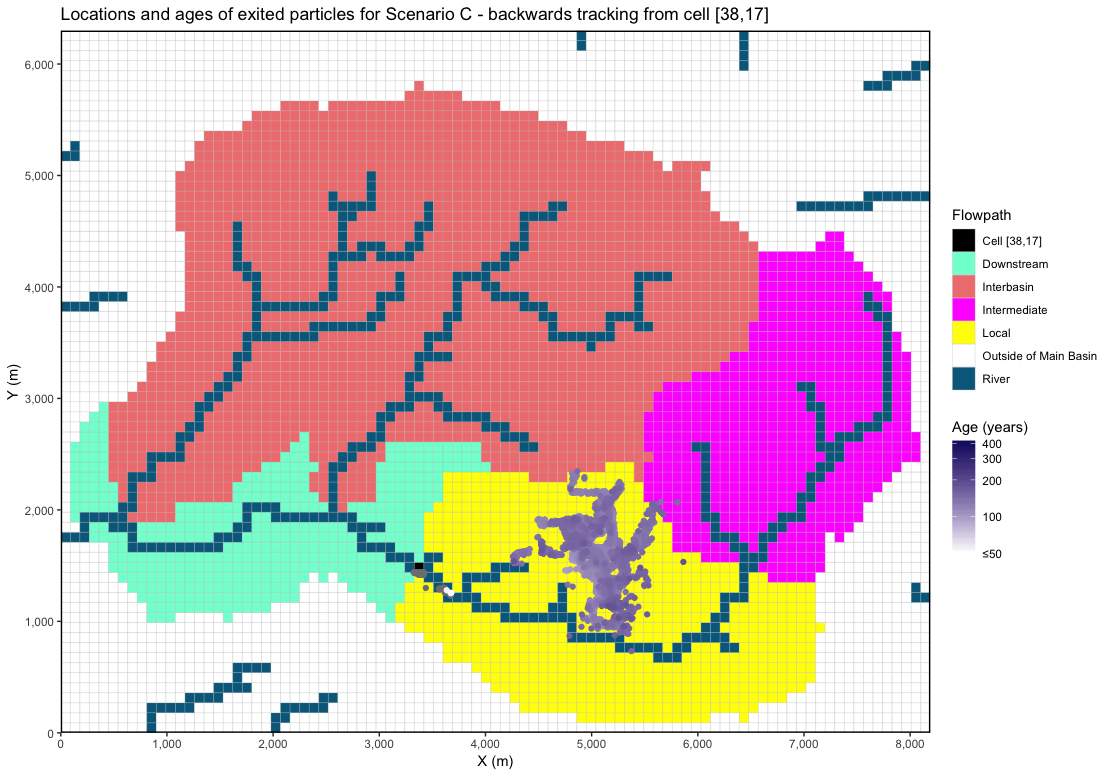 Locations and ages of exited particles for Scenario C - backwards tracking from cell [38,17]
6,000
5,000
4,000
3,000
2,000
1,000
0
Y (m)
0 1,000 2,000 3,000 4,000 5,000 6,000 7,000 8,000
X (m)
Flowpath
Cell [38,17]
Downstream
Interbasin
Intermediate
Local
Outside of Main Basin
River
Age (years)
400
300
200
100
≤50